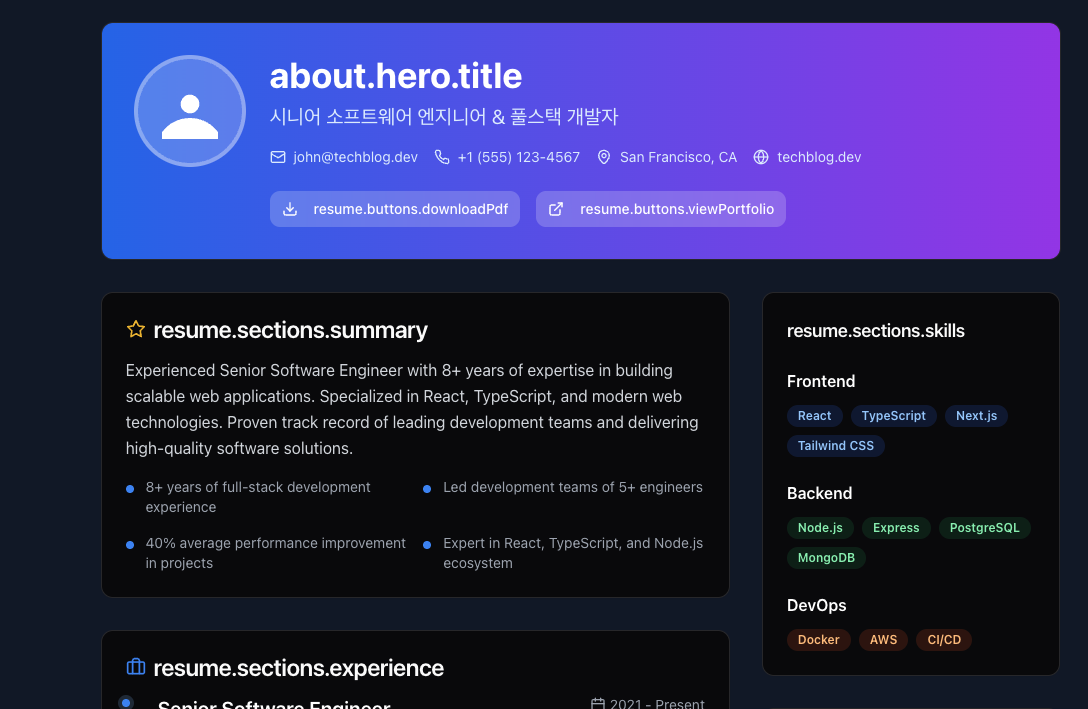 about.hero.title
시니어 소프트웨어 엔지니어 & 풀스택 개발자
john@techblog.dev +1 (555) 123-4567 San Francisco, CA techblog.dev
resume.buttons.downloadPdf resume.buttons.viewPortfolio
resume.sections.summary
Experienced Senior Software Engineer with 8+ years of expertise in building
scalable web applications. Specialized in React, TypeScript, and modern web
technologies. Proven track record of leading development teams and delivering
high-quality software solutions.
8+ years of full-stack development
experience
Led development teams of 5+ engineers
40% average performance improvement
in projects
Expert in React, TypeScript, and Node.js
ecosystem
resume.sections.experience
Senior Software Engineer
2021 - Present
resume.sections.skills
Frontend
React TypeScript Next.js
Tailwind CSS
Backend
Node.js Express PostgreSQL
MongoDB
DevOps
Docker AWS CI/CD